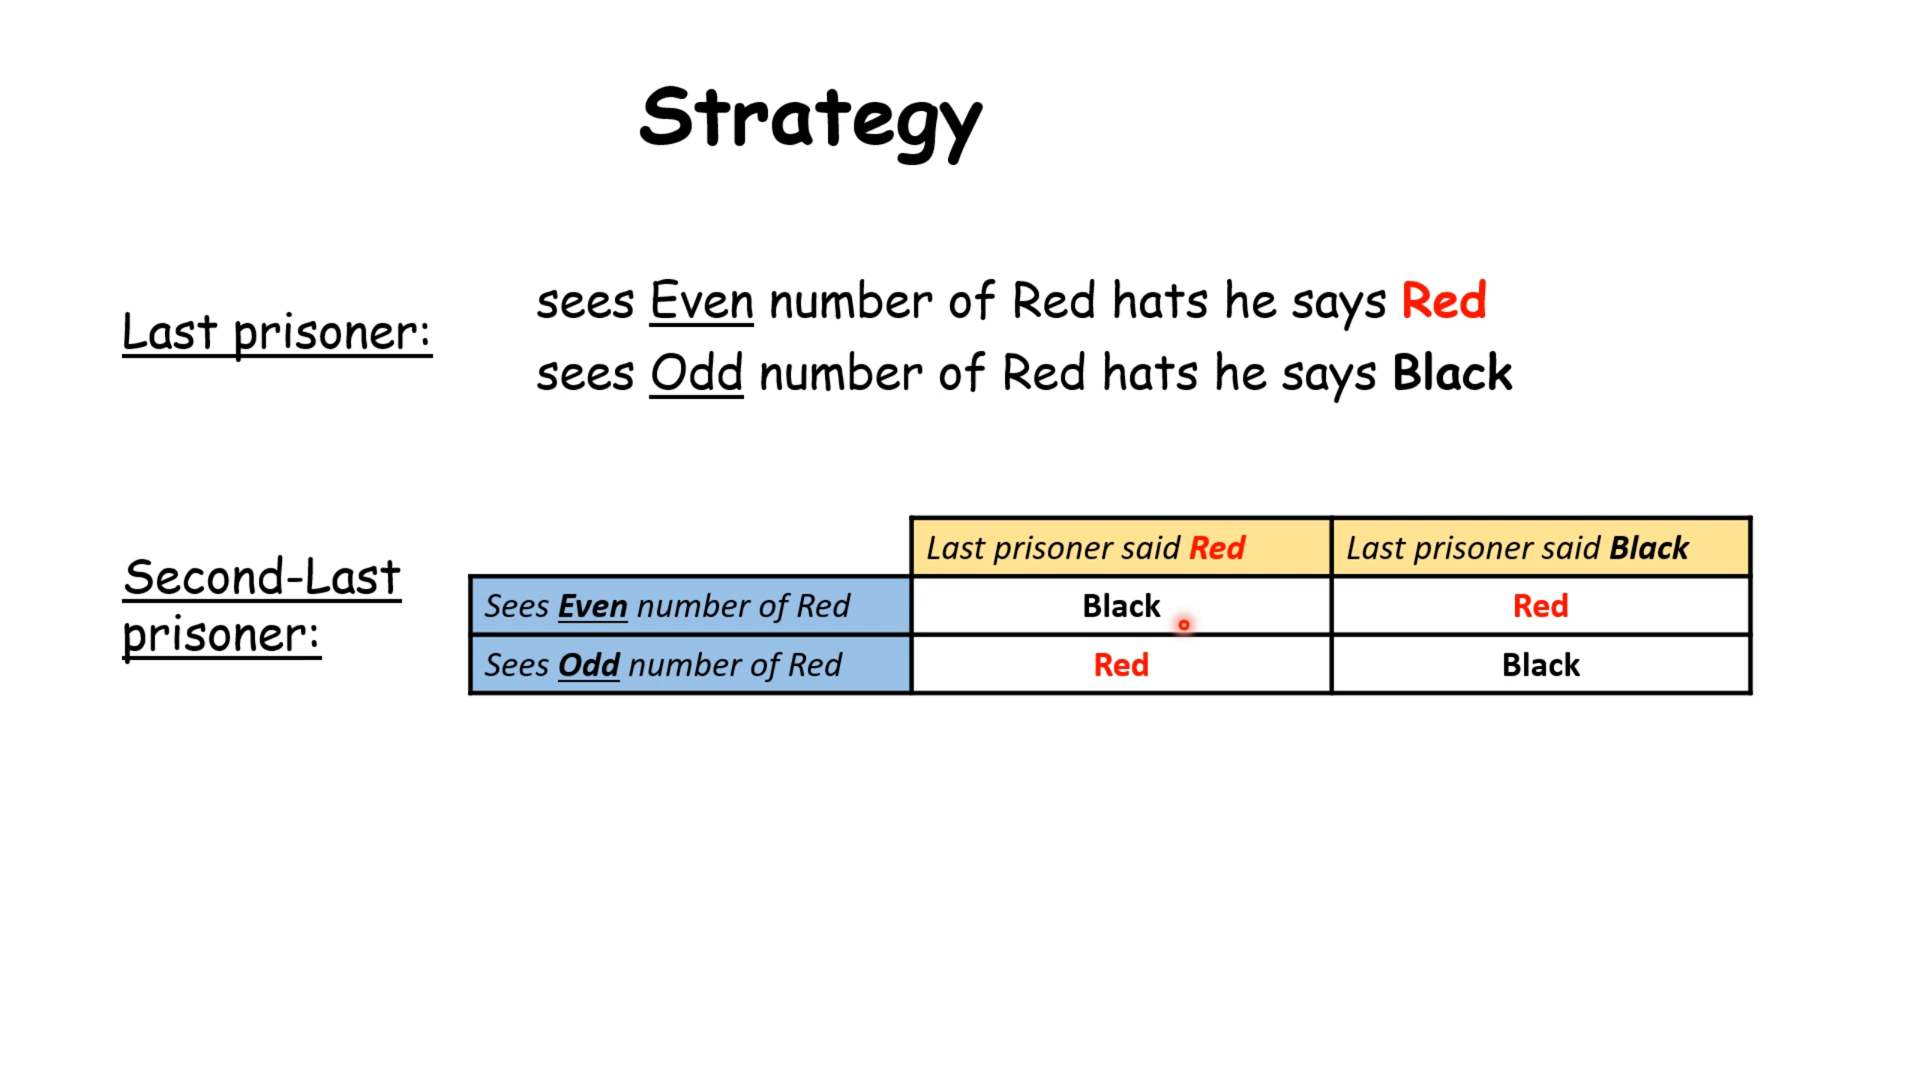 Strategy
Last prisoner:
sees Even number of Red hats he says Red
sees Odd number of Red hats he says Black
Second-Last
prisoner:
Last prisoner said Red
Last prisoner said Black
Sees Even number of Red
Black
Red
Sees Odd number of Red
Red
Black